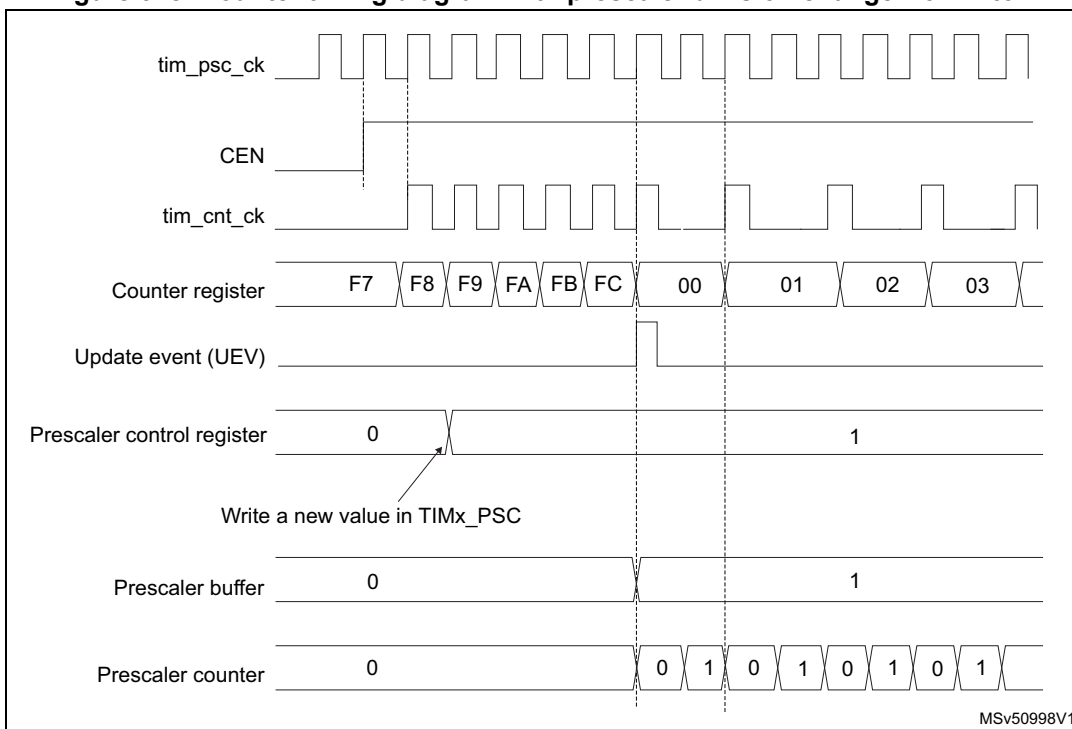 tim_psc_ck
CEN
tim_cnt_ck
Counter register F7 F8 F9 FA FB FC 00 01 02 03
Update event (UEV)
Prescaler control register 0 1
Write a new value in TIMx_PSC
Prescaler buffer 0 1
Prescaler counter 0 0 1 0 1 0 1 0 1
MSv50998V1